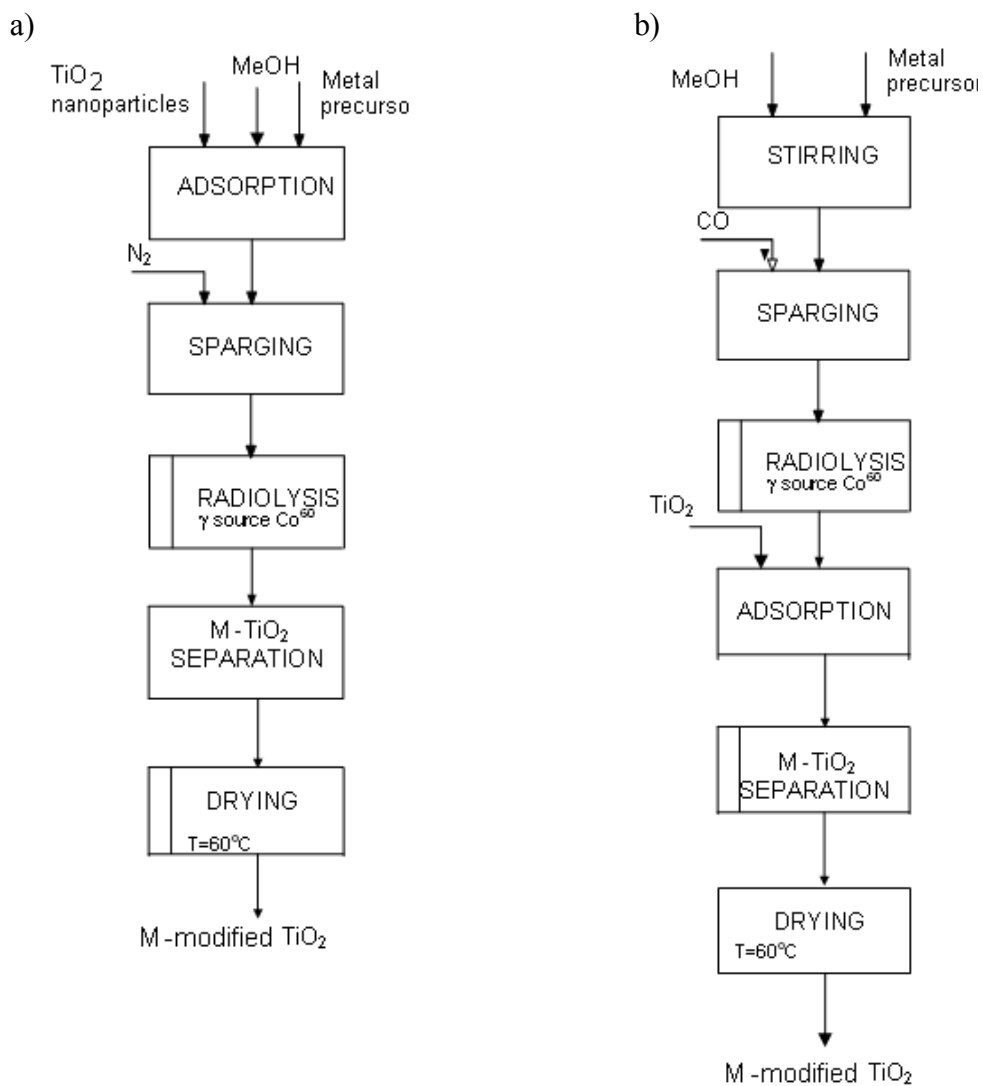 a)
TiO2
nanoparticles
MeOH
Metal
precurso
ADSORPTION
N2
SPARGING
RADIOLYSIS
γ source Co60
M-TiO2
SEPARATION
DRYING
T=60°C
M-modified TiO2
b)
MeOH
Metal
precursor
STIRRING
CO
SPARGING
RADIOLYSIS
γ source Co60
TiO2
ADSORPTION
M-TiO2
SEPARATION
DRYING
T=60°C
M-modified TiO2